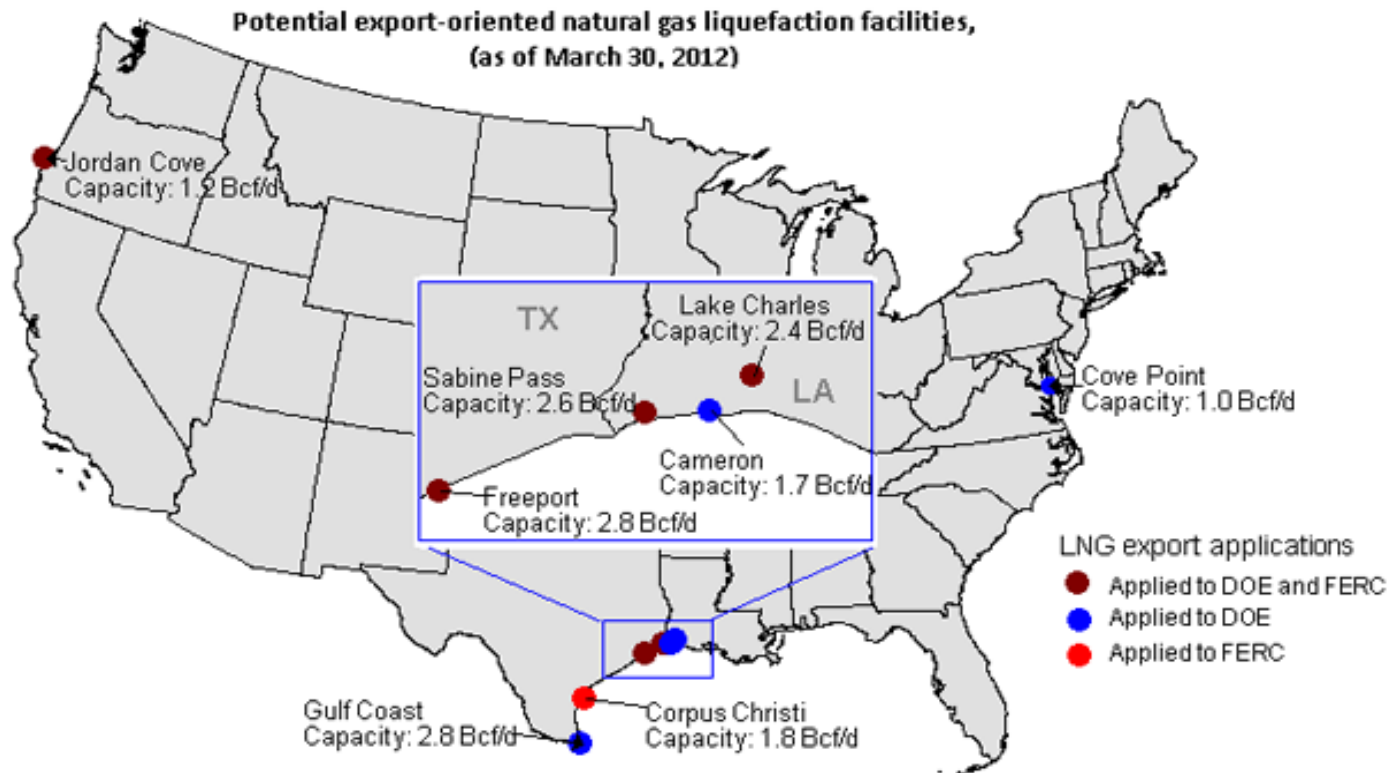 Potential export-oriented natural gas liquefaction facilities,
(as of March 30, 2012)
Jordan Cove
Capacity: 1.2 Bcf/d
TX
Lake Charles
Capacity: 2.4 Bcf/d
Sabine Pass
Capacity: 2.6 Bcf/d
LA
Cove Point
Capacity: 1.0 Bcf/d
Cameron
Capacity: 1.7 Bcf/d
Freeport
Capacity: 2.8 Bcf/d
LNG export applications
Applied to DOE and FERC
Applied to DOE
Applied to FERC
Gulf Coast
Capacity: 2.8 Bcf/d
Corpus Christi
Capacity: 1.8 Bcf/d